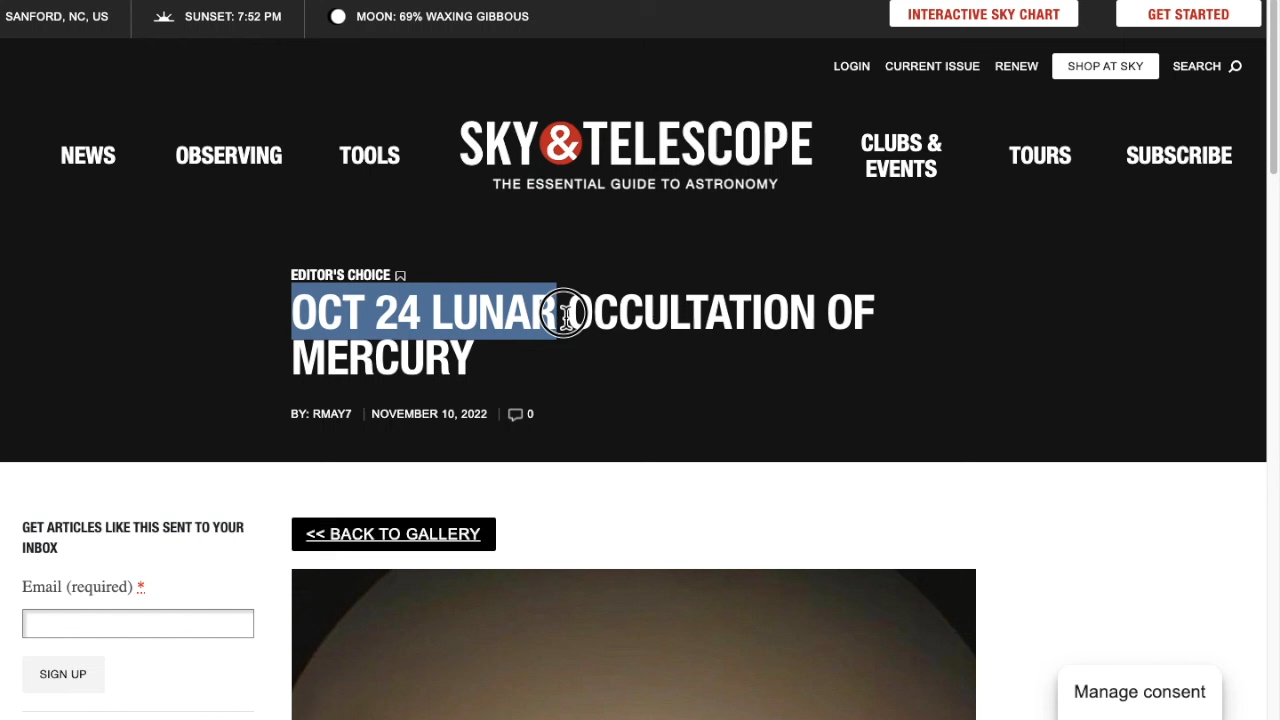 SANFORD, NC, US
SUNSET: 7:52 PM
MOON: 69% WAXING GIBBOUS
INTERACTIVE SKY CHART
GET STARTED
LOGIN
CURRENT ISSUE
RENEW
SHOP AT SKY
SEARCH
NEWS
OBSERVING
TOOLS
SKY&TELESCOPE
THE ESSENTIAL GUIDE TO ASTRONOMY
CLUBS &
EVENTS
TOURS
SUBSCRIBE
EDITOR'S CHOICE
OCT 24 LUNAR OCCULTATION OF
MERCURY
BY: RMAY7
NOVEMBER 10, 2022
0
GET ARTICLES LIKE THIS SENT TO YOUR
INBOX
Email (required) *
SIGN UP
<< BACK TO GALLERY
Manage consent